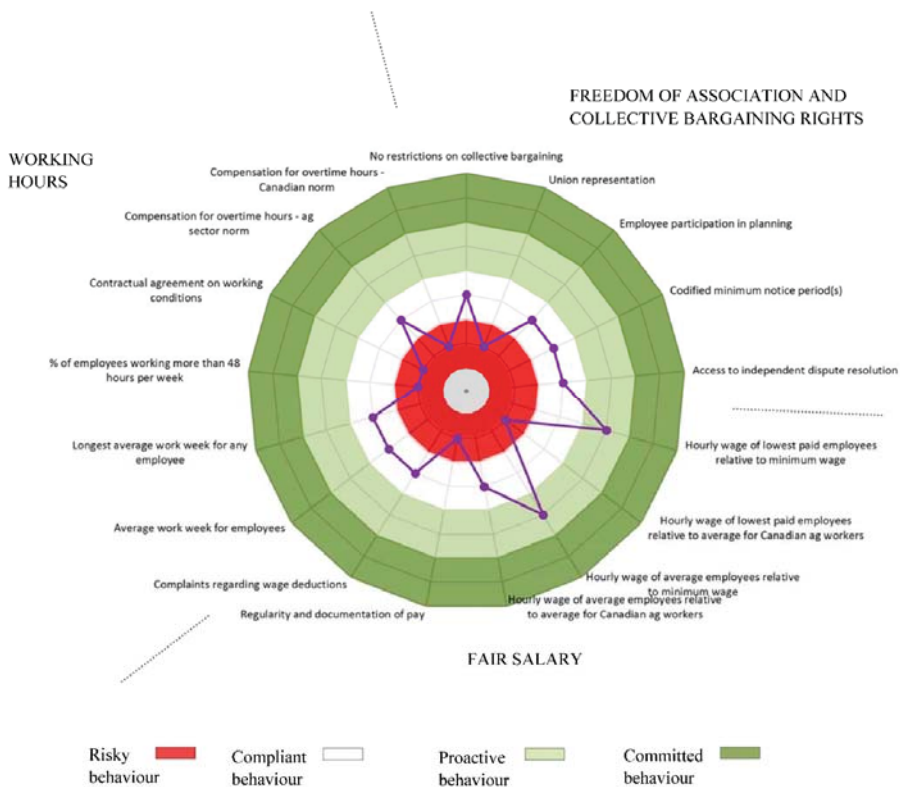 FREEDOM OF ASSOCIATION AND
COLLECTIVE BARGAINING RIGHTS
WORKING
HOURS
No restrictions on collective bargaining
Union representation
Employee participation in planning
Codified minimum notice period(s)
Access to independent dispute resolution
Hourly wage of lowest paid employees
relative to minimum wage
Hourly wage of lowest paid employees
relative to average for Canadian ag workers
Hourly wage of average employees relative
to minimum wage
Hourly wage of average employees relative
to average for Canadian ag workers
Regularity and documentation of pay
Complaints regarding wage deductions
Average work week for employees
Longest average work week for any
employee
% of employees working more than 48
hours per week
Contractual agreement on working
conditions
Compensation for overtime hours - ag
sector norm
Compensation for overtime hours -
Canadian norm
FAIR SALARY
Risky
behaviour
Compliant
behaviour
Proactive
behaviour
Committed
behaviour